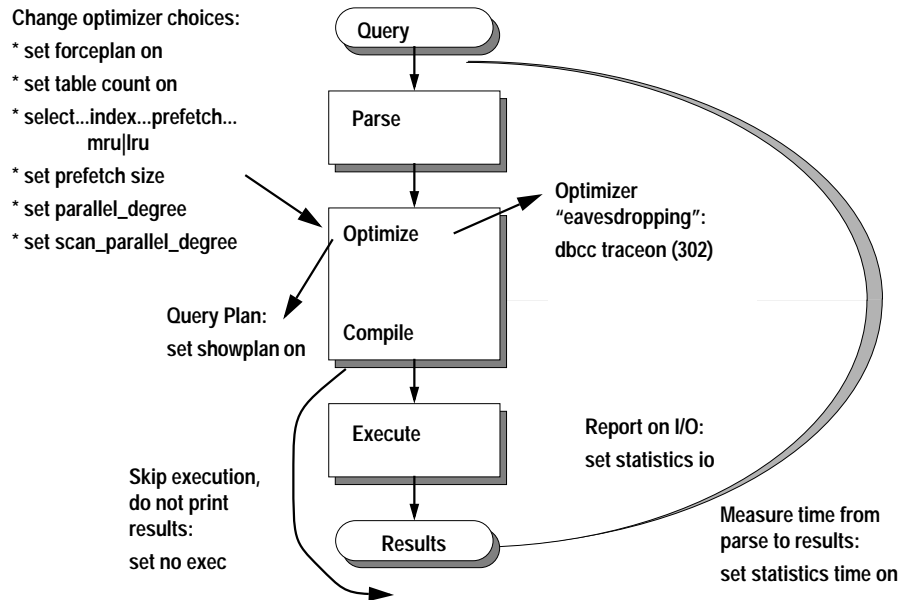 Change optimizer choices:
* set forceplan on
* set table count on
* select...index...prefetch...
mru|lru
* set prefetch size
* set parallel_degree
* set scan_parallel_degree
Query
Parse
Optimize
Optimizer
“eavesdropping”:
dbcc traceon (302)
Query Plan:
set showplan on
Compile
Execute
Report on I/O:
set statistics io
Skip execution,
do not print
results:
set no exec
Results
Measure time from
parse to results:
set statistics time on